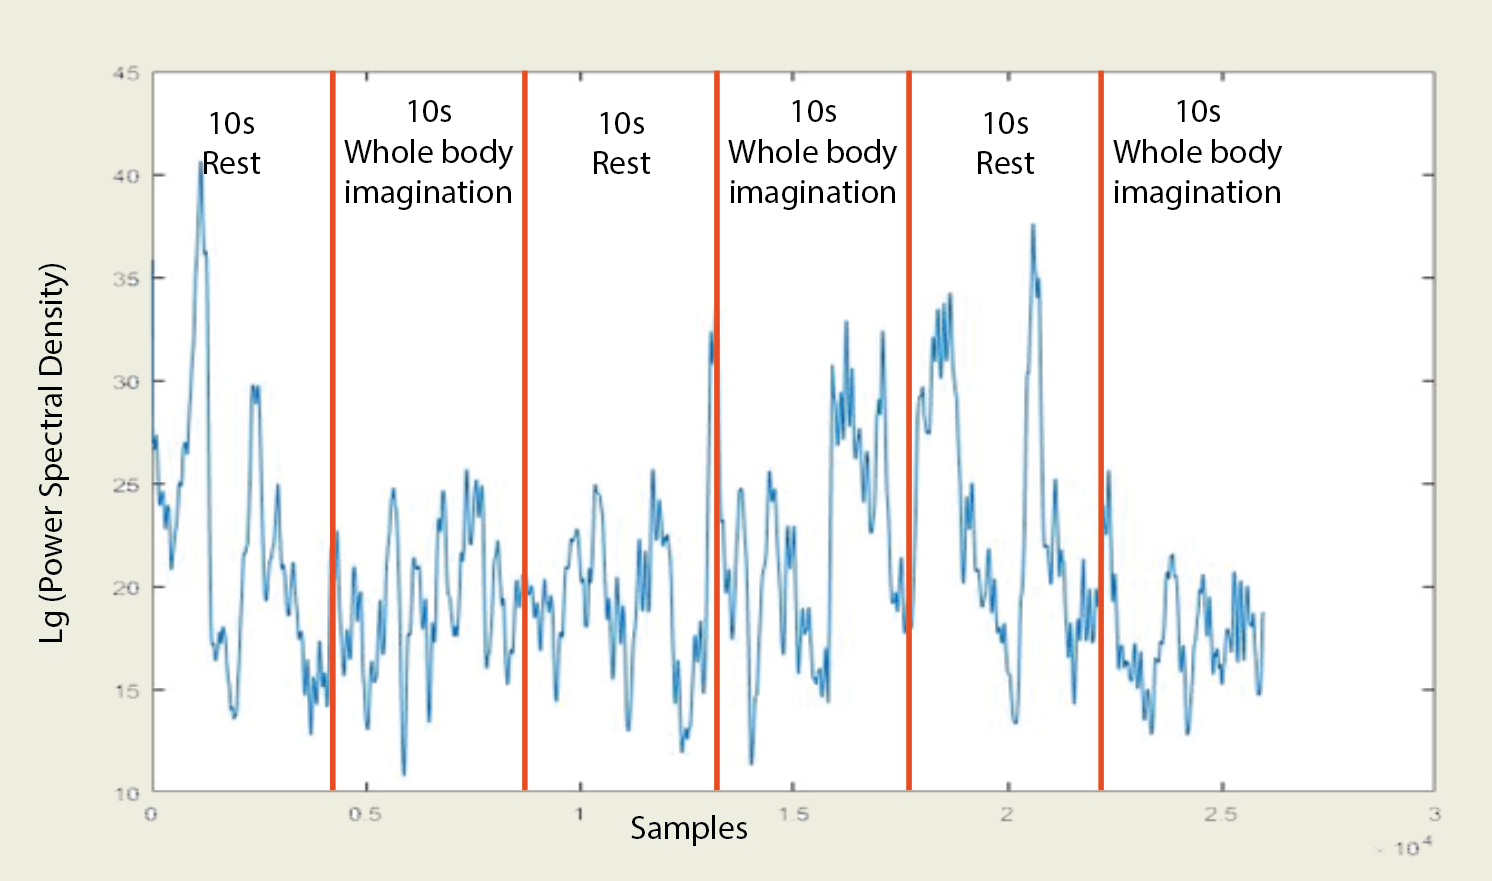 45
40
35
30
25
20
15
10
Lg (Power Spectral Density)
10s
Rest
10s
Whole body
imagination
10s
Rest
10s
Whole body
imagination
10s
Rest
10s
Whole body
imagination
0 0.5 1 1.5 2 2.5 3
Samples
· 10⁴